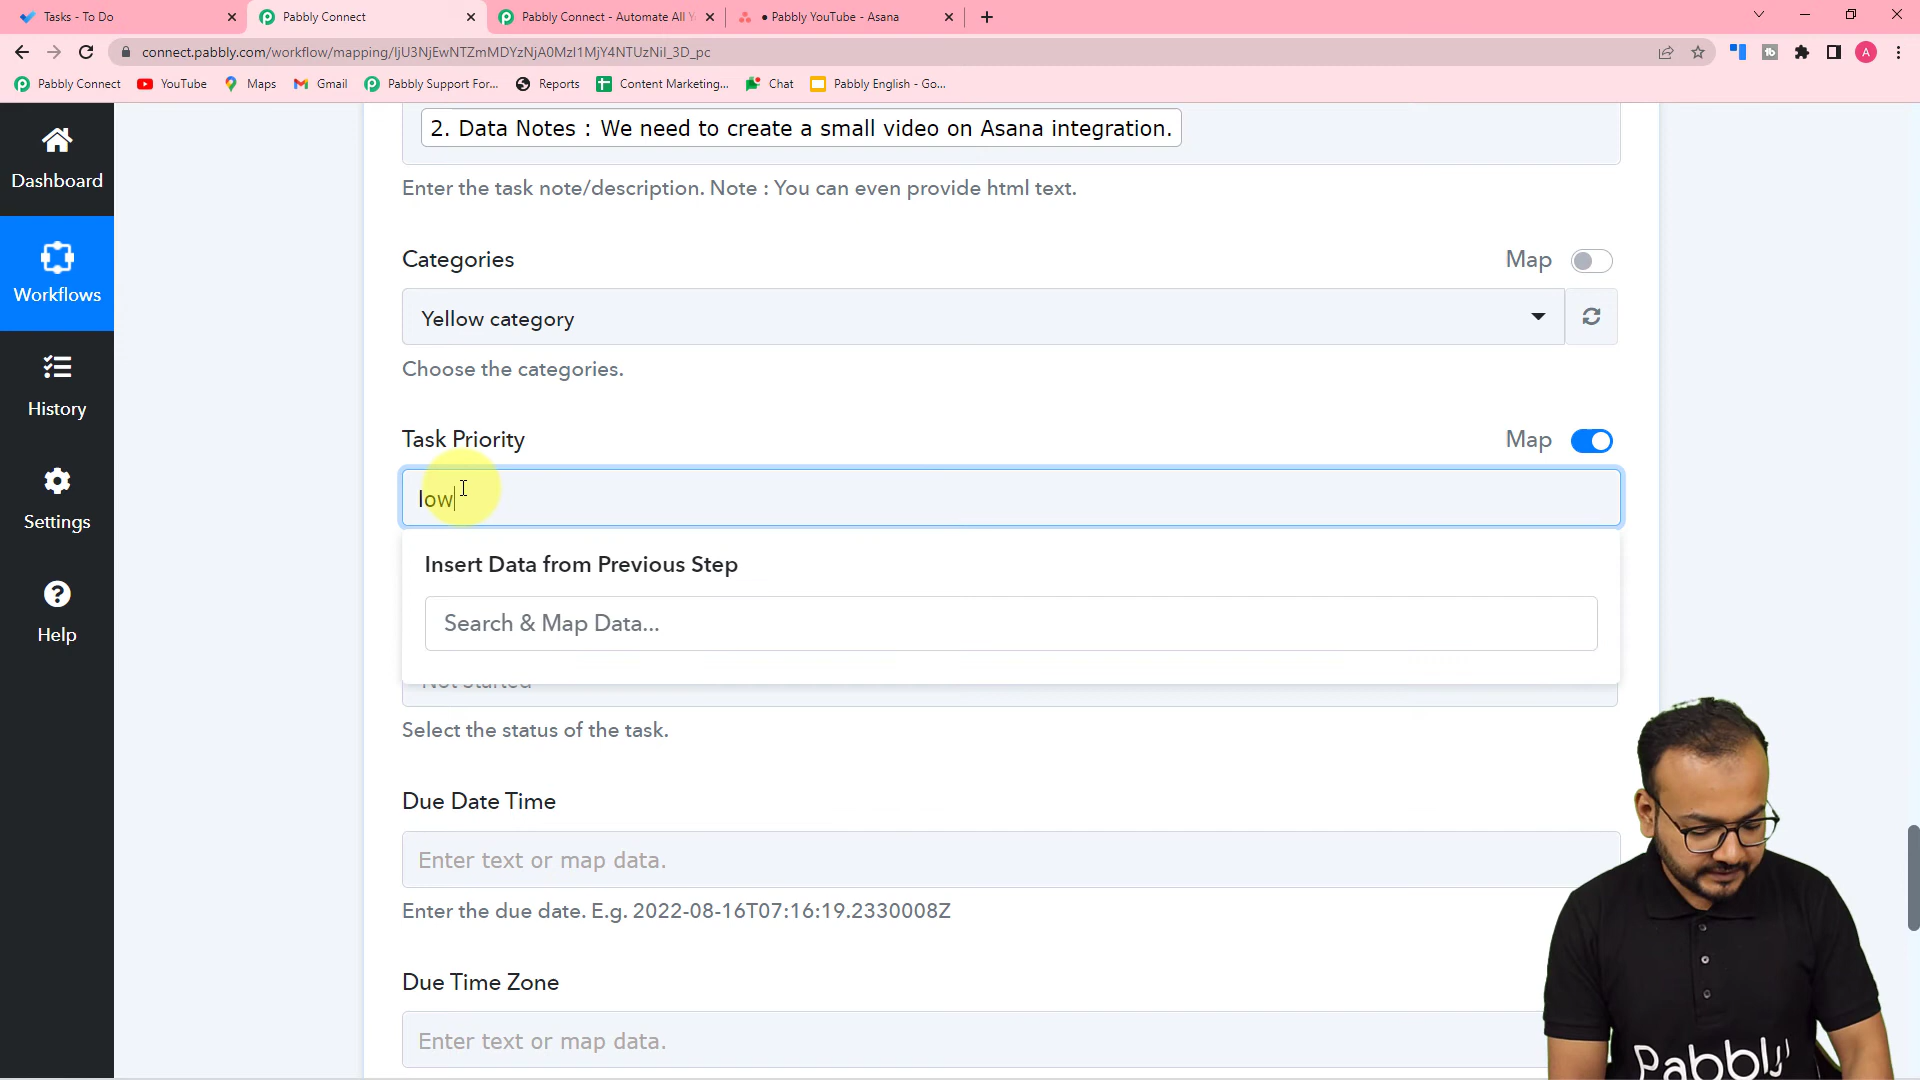 Tasks - To Do
Pabbly Connect
Pabbly Connect - Automate All Y
• Pabbly YouTube - Asana
connect.pabbly.com/workflow/mapping/IjU3NjEwNTZmMDYzNjA0MzI1MjY4NTUzNiI_3D_pc
A
Pabbly Connect
YouTube
Maps
Gmail
Pabbly Support For...
Reports
Content Marketing...
Chat
Pabbly English - Go...
Dashboard
Workflows
History
Settings
Help
2. Data Notes : We need to create a small video on Asana integration.
Enter the task note/description. Note : You can even provide html text.
Categories
Map
Yellow category
Choose the categories.
Task Priority
Map
low
Insert Data from Previous Step
Search & Map Data...
Not Started
Select the status of the task.
Due Date Time
Enter text or map data.
Enter the due date. E.g. 2022-08-16T07:16:19.2330008Z
Due Time Zone
Enter text or map data.
Pabbly